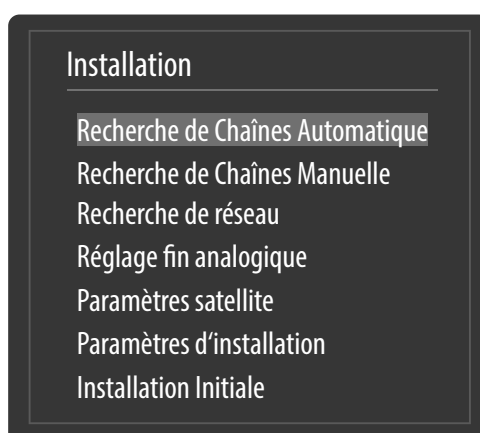 Installation
Recherche de Chaînes Automatique
Recherche de Chaînes Manuelle
Recherche de réseau
Réglage fin analogique
Paramètres satellite
Paramètres d‘installation
Installation Initiale